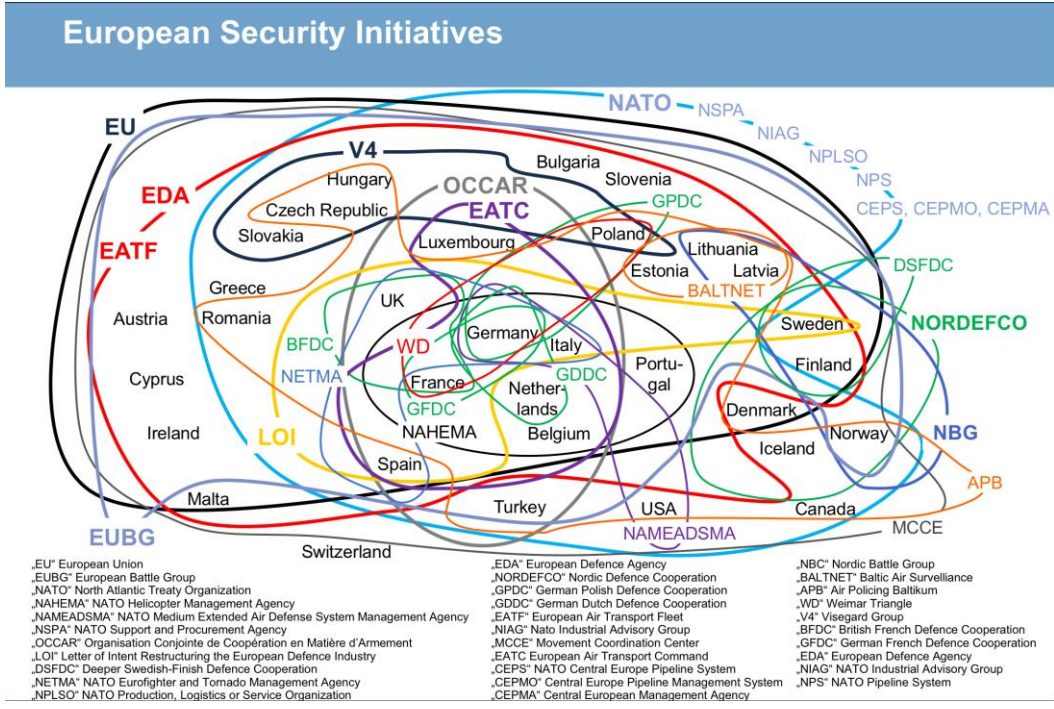 European Security Initiatives
EU
NATO
NSPA
NIAG
NPLSO
NPS
CEPS, CEPMO, CEPMA
V4
Bulgaria
Slovenia
Hungary
OCCAR
EDA
EATC
GPDC
Czech Republic
Slovakia
Luxembourg
Poland
Lithuania
EATF
Estonia
Latvia
DSFDC
BALTNET
Greece
UK
Austria
Romania
Germany
Italy
Sweden
NORDEFCO
BFDC
WD
Finland
Cyprus
NETMA
France
GDDC
Portu-
gal
Nether-
lands
GFDC
Denmark
Ireland
LOI
NAHEMA
Belgium
Norway
NBG
Iceland
Spain
APB
Malta
Turkey
USA
Canada
EUBG
NAMEADSMA
MCCE
Switzerland
„EU“ European Union
„EUBG“ European Battle Group
„NATO“ North Atlantic Treaty Organization
„NAHEMA“ NATO Helicopter Management Agency
„NAMEADSMA“ NATO Medium Extended Air Defense System Management Agency
„NSPA“ NATO Support and Procurement Agency
„OCCAR“ Organisation Conjointe de Coopération en Matière d’Armement
„LOI“ Letter of Intent Restructuring the European Defence Industry
„DSFDC“ Deeper Swedish-Finish Defence Cooperation
„NETMA“ NATO Eurofighter and Tornado Management Agency
„NPLSO“ NATO Production, Logistics or Service Organization
„EDA“ European Defence Agency
„NORDEFCO“ Nordic Defence Cooperation
„GPDC“ German Polish Defence Cooperation
„GDDC“ German Dutch Defence Cooperation
„EATF“ European Air Transport Fleet
„NIAG“ Nato Industrial Advisory Group
„MCCE“ Movement Coordination Center
„EATC European Air Transport Command
„CEPS“ NATO Central Europe Pipeline System
„CEPMO“ Central Europe Pipeline Management System
„CEPMA“ Central European Management Agency
„NBC“ Nordic Battle Group
„BALTNET“ Baltic Air Surveillance
„APB“ Air Policing Baltikum
„WD“ Weimar Triangle
„V4“ Visegard Group
„BFDC“ British French Defence Cooperation
„GFDC“ German French Defence Cooperation
„EDA“ European Defence Agency
„NIAG“ NATO Industrial Advisory Group
„NPS“ NATO Pipeline System